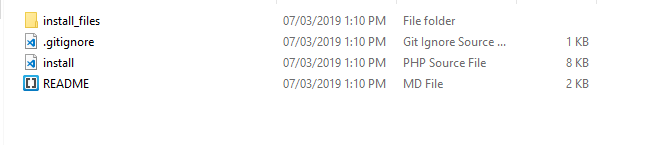 install_files 07/03/2019 1:10 PM File folder
.gitignore 07/03/2019 1:10 PM Git Ignore Source ... 1 KB
install 07/03/2019 1:10 PM PHP Source File 8 KB
README 07/03/2019 1:10 PM MD File 2 KB